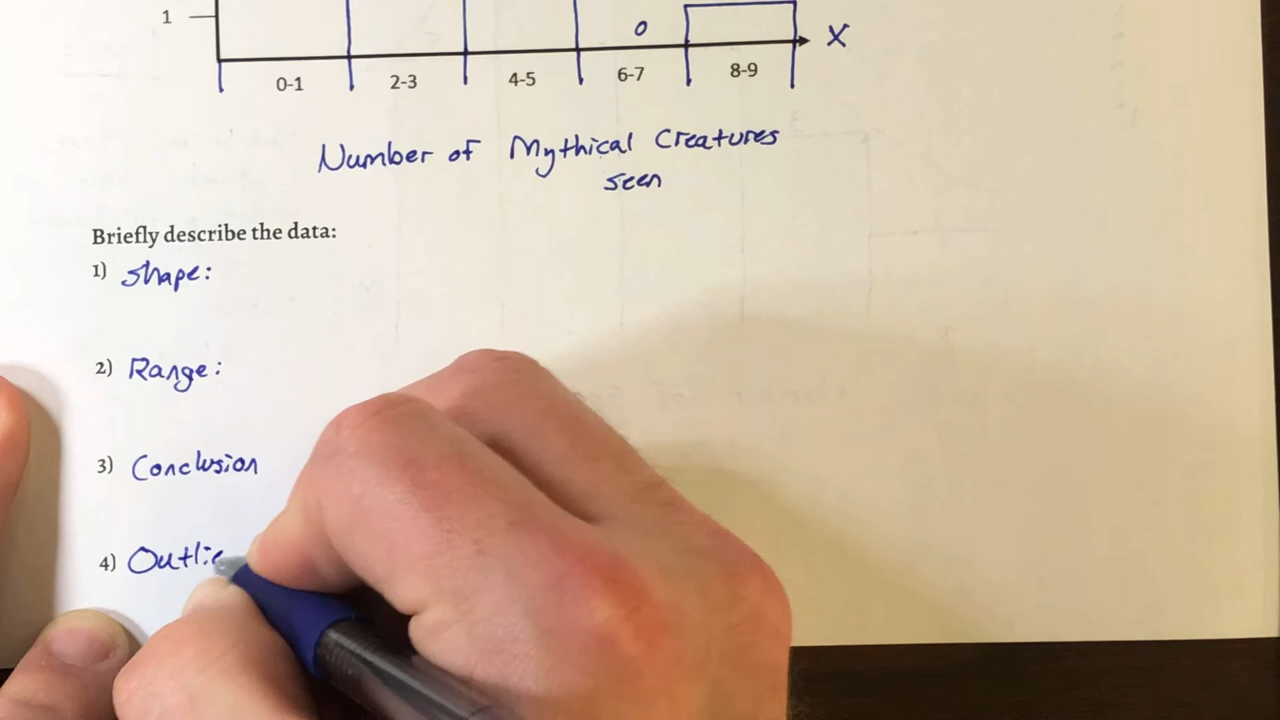 1
0
X
0-1 2-3 4-5 6-7 8-9
Number of Mythical Creatures
seen
Briefly describe the data:
1) Shape:
2) Range:
3) Conclusion
4) Outlie